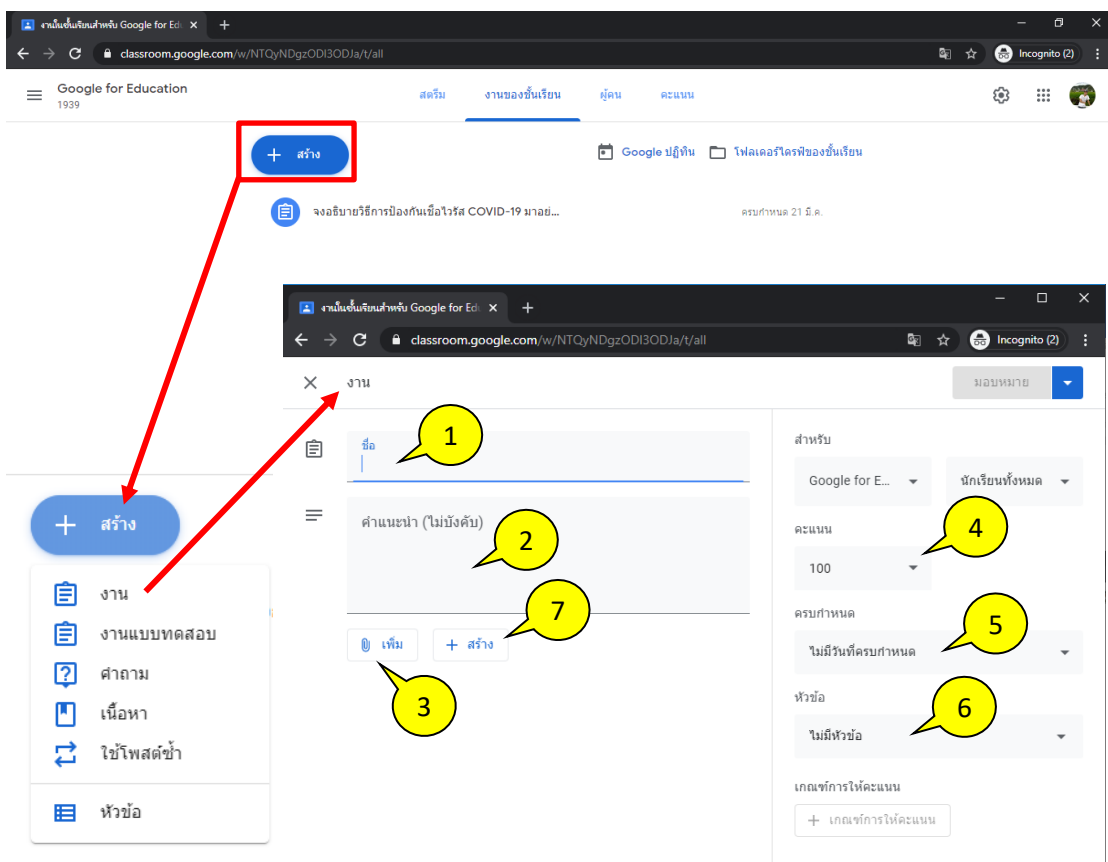 งานในชั้นเรียนสำหรับ Google for Ed
classroom.google.com/w/NTQyNDgzODI3ODJa/t/all
Incognito (2)
Google for Education
1939
สตรีม งานของชั้นเรียน ผู้คน คะแนน
+ สร้าง
Google ปฏิทิน โฟลเดอร์ไดรฟ์ของชั้นเรียน
จงอธิบายวิธีการป้องกันเชื้อไวรัส COVID-19 มาอย่...
ครบกำหนด 21 มี.ค.
งานในชั้นเรียนสำหรับ Google for Ed
classroom.google.com/w/NTQyNDgzODI3ODJa/t/all
Incognito (2)
งาน
มอบหมาย
ชื่อ
1
คำแนะนำ (ไม่บังคับ)
2
เพิ่ม
+ สร้าง
7
3
สำหรับ
Google for E... นักเรียนทั้งหมด
คะแนน
4
100
ครบกำหนด
5
ไม่มีวันที่ครบกำหนด
หัวข้อ
6
ไม่มีหัวข้อ
เกณฑ์การให้คะแนน
+ เกณฑ์การให้คะแนน
+ สร้าง
งาน
งานแบบทดสอบ
คำถาม
เนื้อหา
ใช้โพสต์ซ้ำ
หัวข้อ